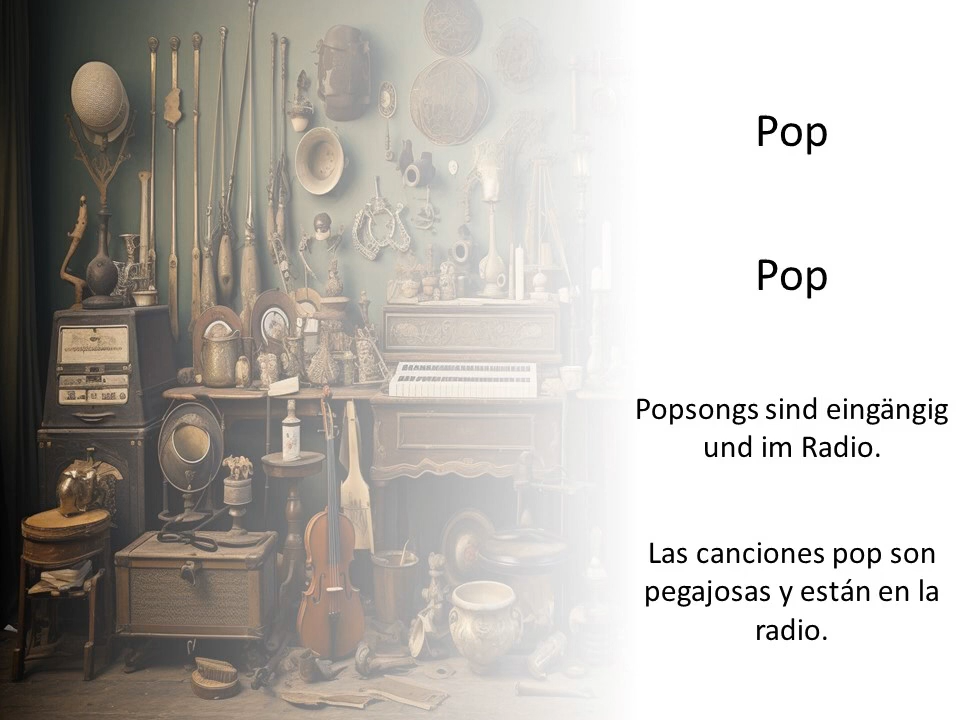 Pop
Pop
Popsongs sind eingängig
und im Radio.
Las canciones pop son
pegajosas y están en la
radio.